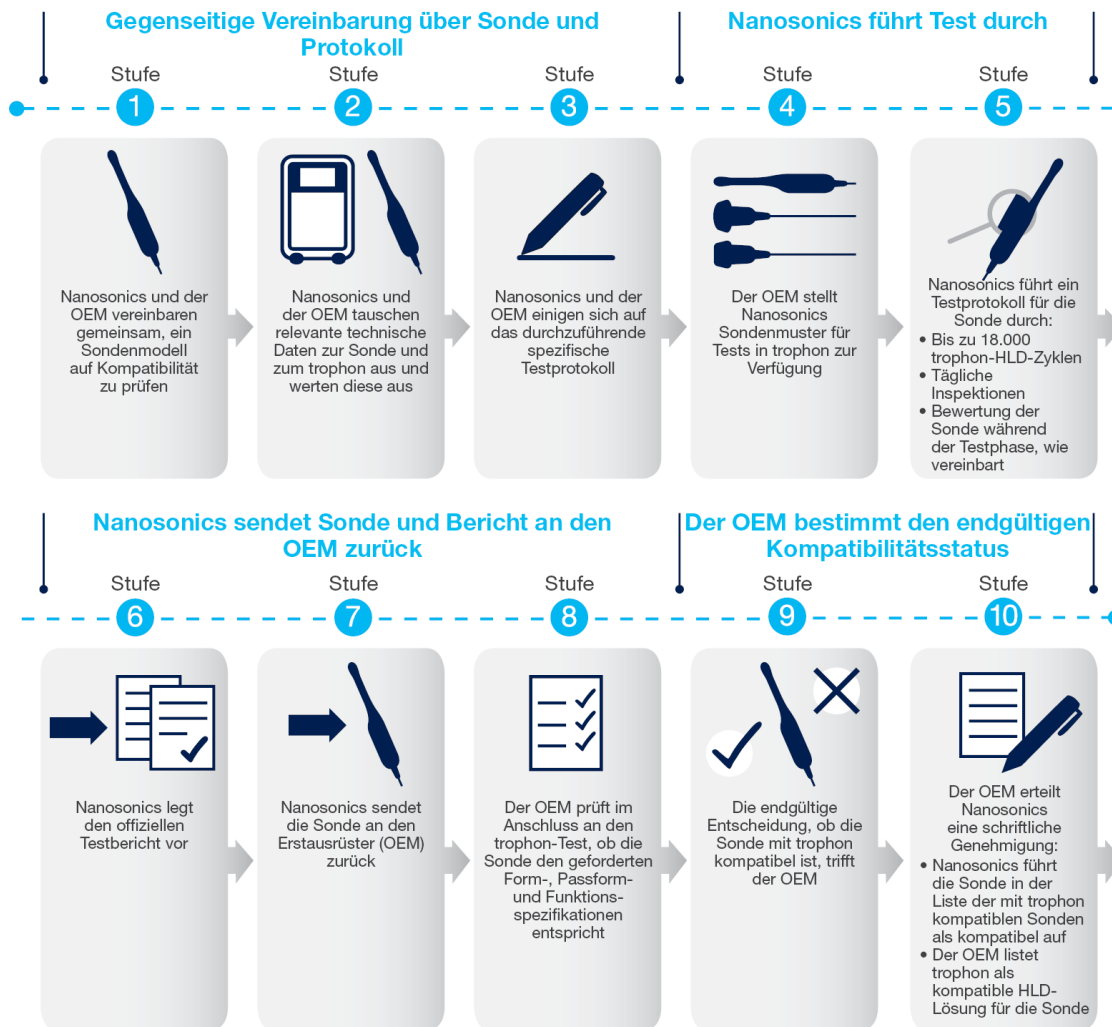 Gegenseitige Vereinbarung über Sonde und
Protokoll
Nanosonics führt Test durch
Stufe
1
Stufe
2
Stufe
3
Stufe
4
Stufe
5
Nanosonics und der
OEM vereinbaren
gemeinsam, ein
Sondenmodell
auf Kompatibilität
zu prüfen
Nanosonics und
der OEM tauschen
relevante technische
Daten zur Sonde und
zum trophon aus und
werten diese aus
Nanosonics und der
OEM einigen sich auf
das durchzuführende
spezifische
Testprotokoll
Der OEM stellt
Nanosonics
Sondenmuster für
Tests in trophon zur
Verfügung
Nanosonics führt ein
Testprotokoll für die
Sonde durch:
• Bis zu 18.000
trophon-HLD-Zyklen
• Tägliche
Inspektionen
• Bewertung der
Sonde während
der Testphase, wie
vereinbart
Nanosonics sendet Sonde und Bericht an den
OEM zurück
Der OEM bestimmt den endgültigen
Kompatibilitätsstatus
Stufe
6
Stufe
7
Stufe
8
Stufe
9
Stufe
10
Nanosonics legt
den offiziellen
Testbericht vor
Nanosonics sendet
die Sonde an den
Erstausrüster (OEM)
zurück
Der OEM prüft im
Anschluss an den
trophon-Test, ob die
Sonde den geforderten
Form-, Passform-
und Funktions-
spezifikationen
entspricht
Die endgültige
Entscheidung, ob die
Sonde mit trophon
kompatibel ist, trifft
der OEM
Der OEM erteilt
Nanosonics
eine schriftliche
Genehmigung:
• Nanosonics führt
die Sonde in der
Liste der mit trophon
kompatiblen Sonden
als kompatibel auf
• Der OEM listet
trophon als
kompatible HLD-
Lösung für die Sonde